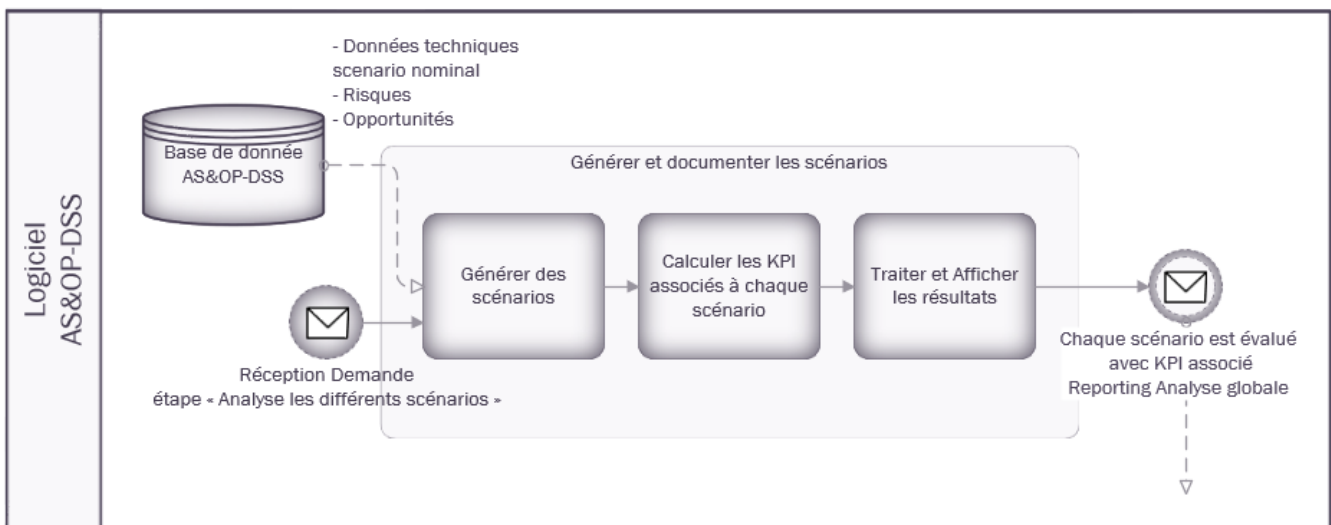 Logiciel
AS&OP-DSS
- Données techniques
scenario nominal
- Risques
- Opportunités
Base de donnée
AS&OP-DSS
Générer et documenter les scénarios
Générer des
scénarios
Calculer les KPI
associés à chaque
scénario
Traiter et Afficher
les résultats
Réception Demande
étape « Analyse les différents scénarios »
Chaque scénario est évalué
avec KPI associé
Reporting Analyse globale